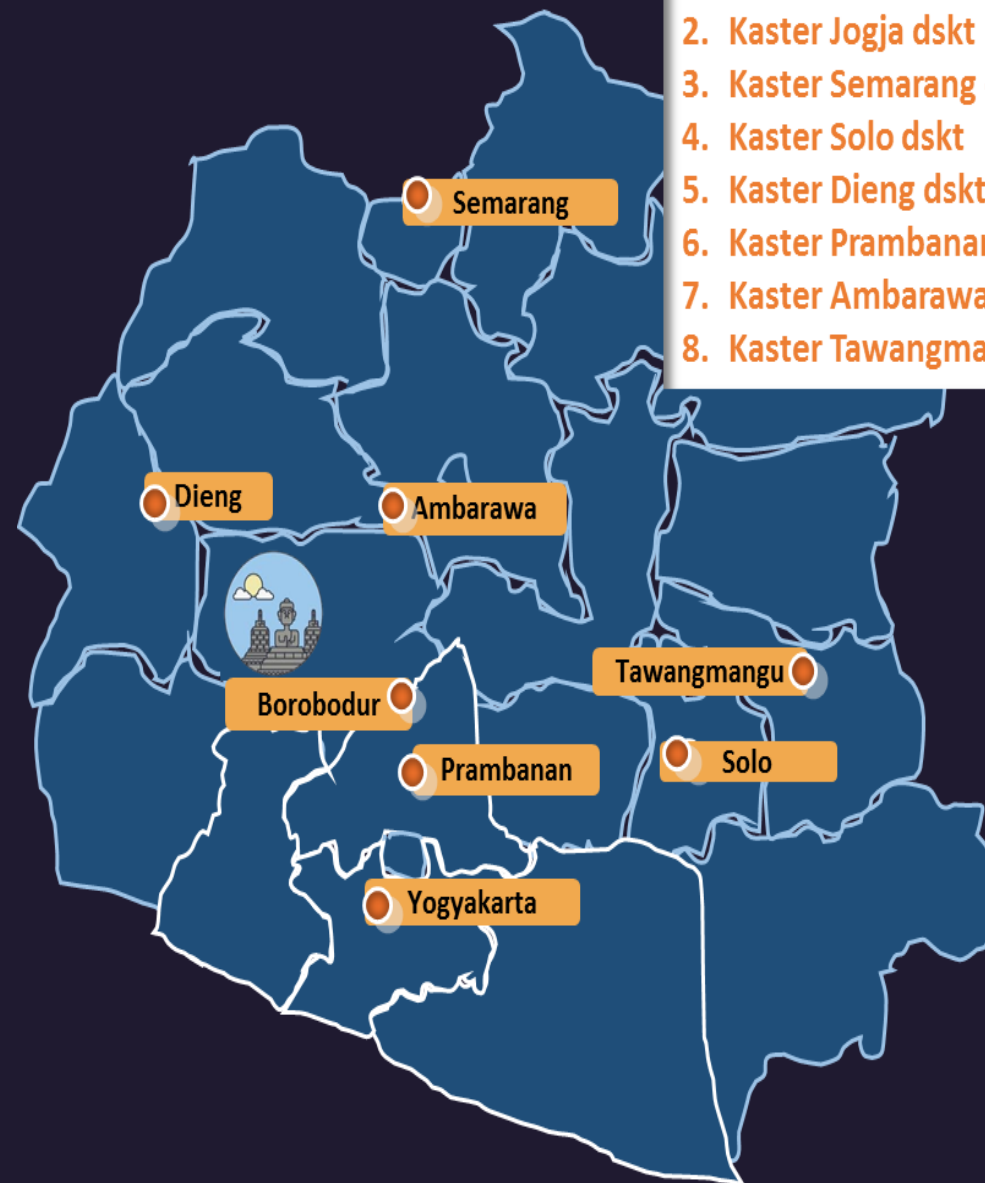 2. Kaster Jogja dskt
3. Kaster Semarang
4. Kaster Solo dskt
5. Kaster Dieng dskt
6. Kaster Prambanan
7. Kaster Ambarawa
8. Kaster Tawangma
Semarang
Dieng
Ambarawa
Tawangmangu
Borobodur
Prambanan
Solo
Yogyakarta